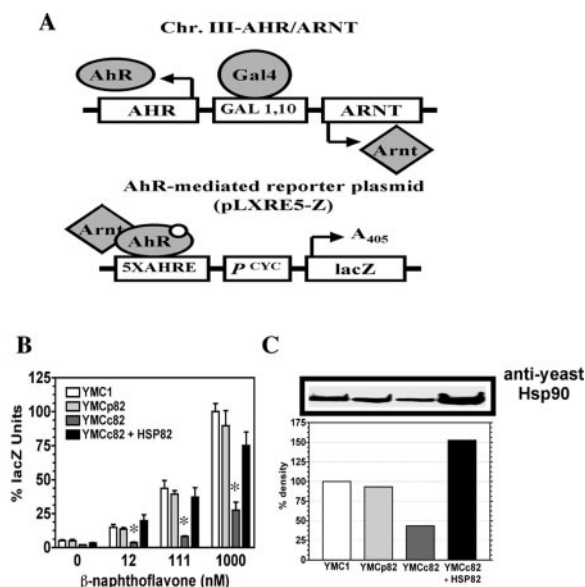 A
Chr. III-AHR/ARNT
AhR
Gal4
AHR
GAL 1,10
ARNT
Arnt
AhR-mediated reporter plasmid
(pLXRE5-Z)
Arnt
AhR
A405
5XAHRE
P CYC
lacZ
B
% lacZ Units
125
100
75
50
25
0
YMC1
YMCp82
YMCc82
YMCc82 + HSP82
*
*
*
0
12
111
1000
β-naphthoflavone (nM)
C
anti-yeast
Hsp90
% density
175
150
125
100
75
50
25
0
YMC1
YMCp82
YMCc82
YMCc82
+ HSP82